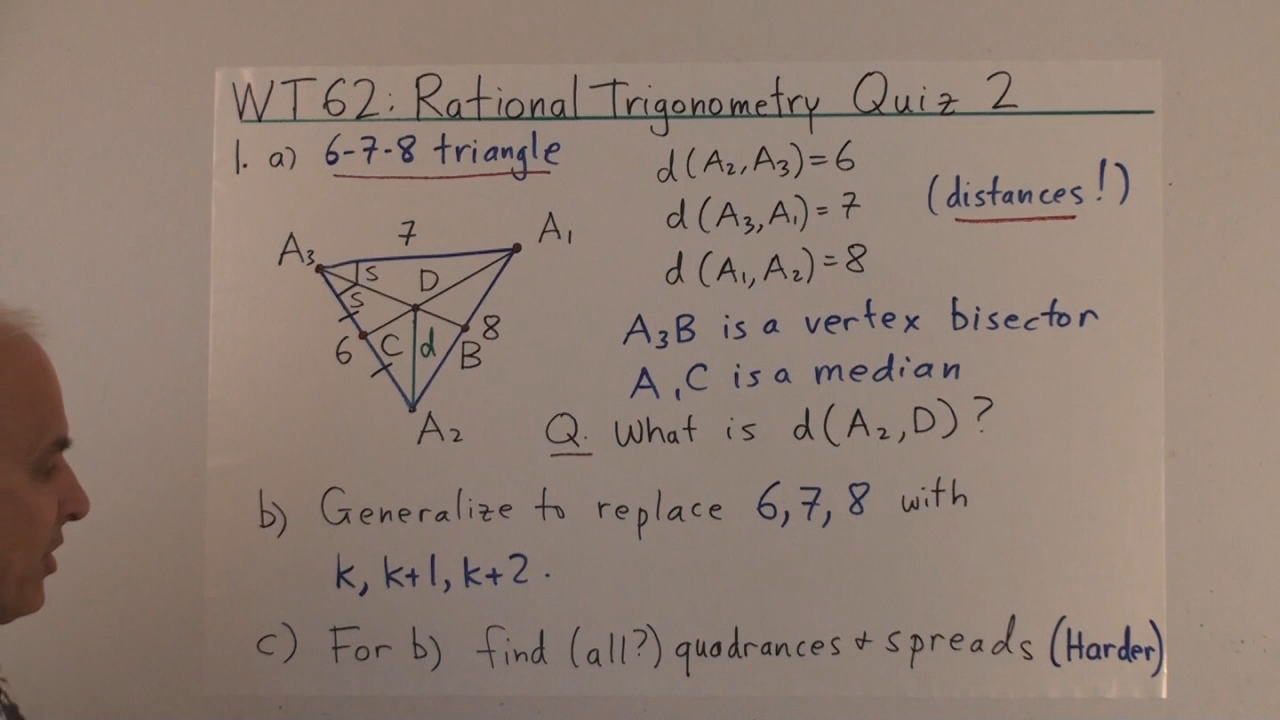 WT62: Rational Trigonometry Quiz 2
1. a) 6-7-8 triangle
d(A₂,A₃)=6
d(A₃,A₁)=7
(distances!)
d(A₁,A₂)=8
7
A₁
A₃
s
s
D
6
C
d
8
B
A₂
A₃B is a vertex bisector
A₁C is a median
Q. What is d(A₂,D)?
b) Generalize to replace 6,7,8 with
k, k+1, k+2.
c) For b) find (all?) quadrances + spreads (Harder)